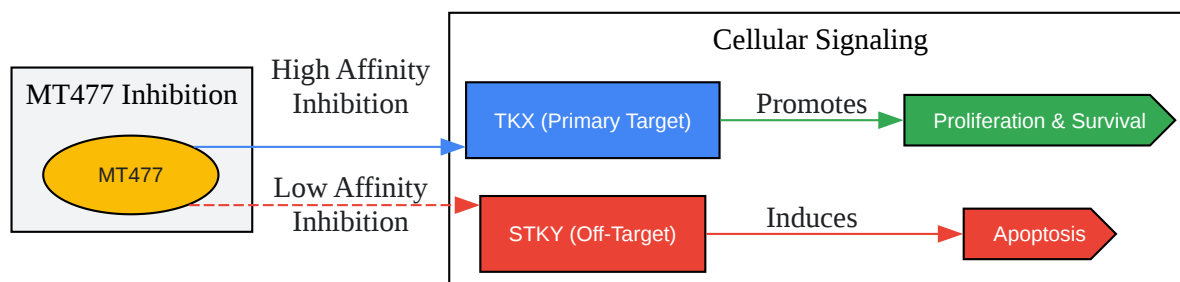 Cellular Signaling
MT477 Inhibition
MT477
High Affinity
Inhibition
Low Affinity
Inhibition
TKX (Primary Target)
Promotes
Proliferation & Survival
STKY (Off-Target)
Induces
Apoptosis